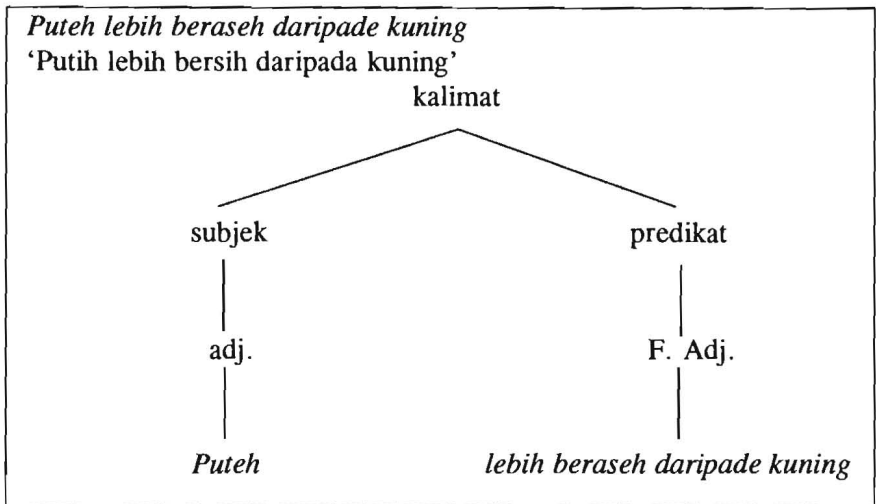 Puteh lebih beraseh daripade kuning
‘Putih lebih bersih daripada kuning’
kalimat
subjek predikat
adj. F. Adj.
Puteh lebih beraseh daripade kuning